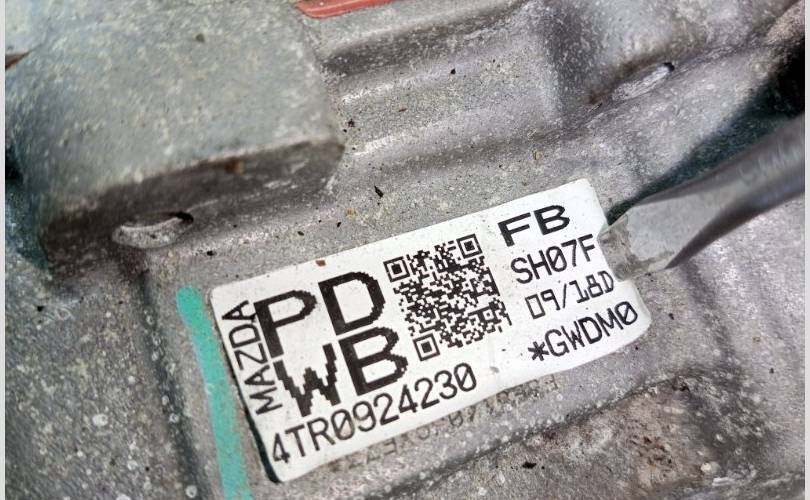 MAZDA
PD
WB
4TR0924230
FB
SH07F
09/18D
*GWDM0